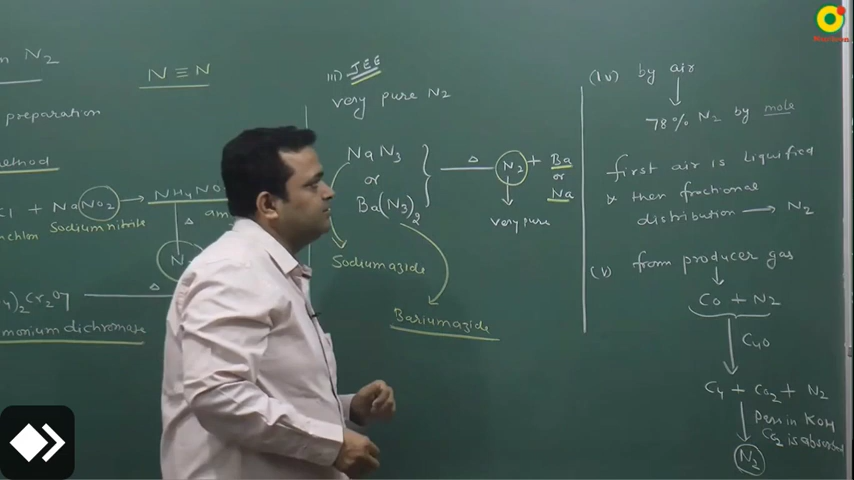 n N₂
N ≡ N
preparation
method
Cl + NaNO₂ → NH₄NO
Sodium nitrite
Δ
N
)₂Cr₂O₇ Δ
monium dichromate
iii) JEE
very pure N₂
NaN₃
or
Ba(N₃)₂
Δ N₂ + Ba
or
Na
very pure
Sodiumazide
Bariumazide
(iv) by air
78% N₂ by mole
first air is liquified
& then frictional
distribution → N₂
(v) from producer gas
Co + N₂
CuO
Cu + Co₂ + N₂
Pass in KOH
Co₂ is absorbed
N₂